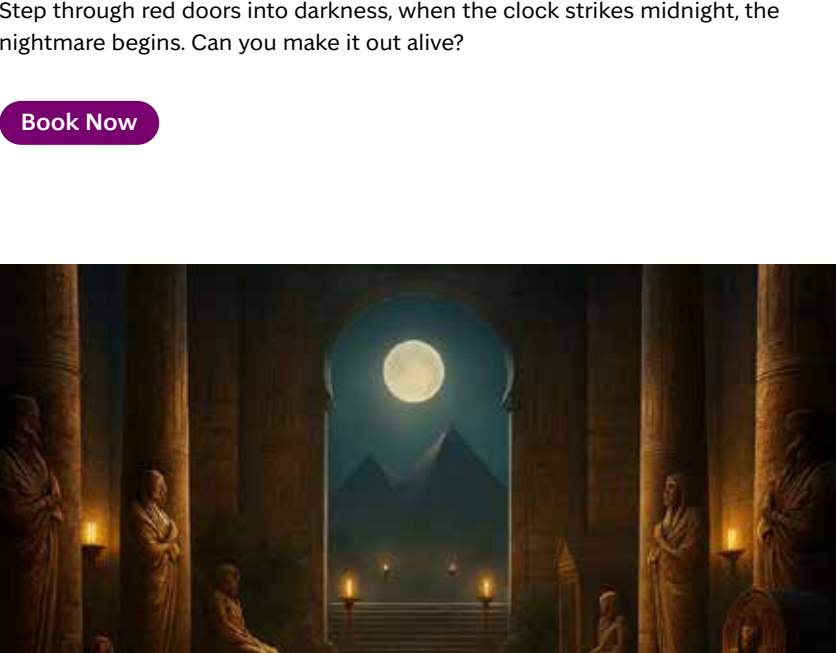 Step through red doors into darkness, when the clock strikes midnight, the
nightmare begins. Can you make it out alive?
Book Now